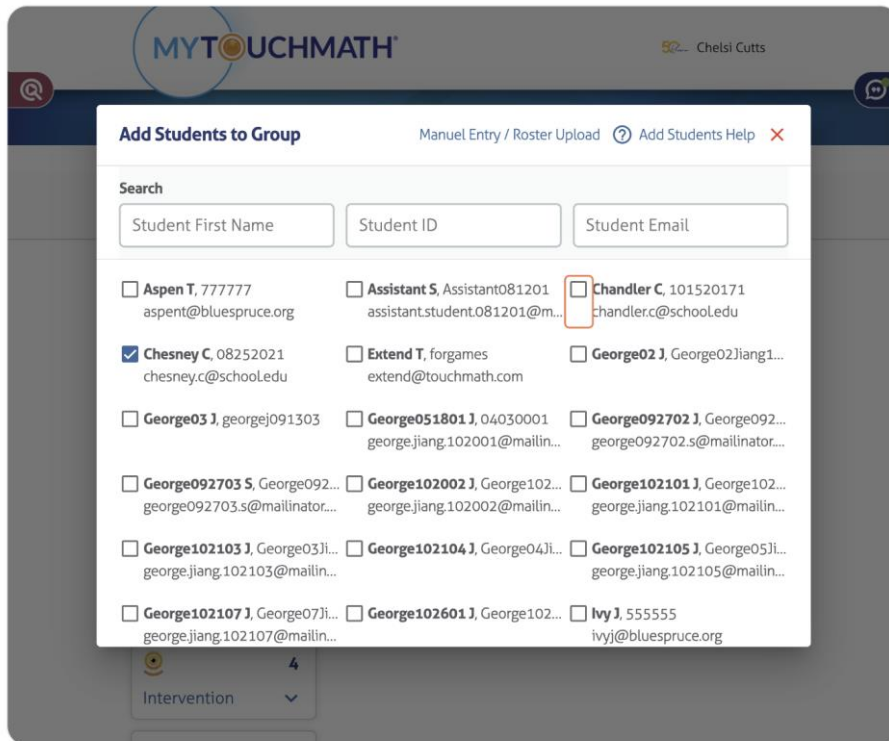 MYTOUCHMATH®
Chelsi Cutts
Add Students to Group Manuel Entry / Roster Upload ? Add Students Help
Search
Student First Name Student ID Student Email
Aspen T, 777777 Assistant S, Assistant081201 Chandler C, 101520171
aspent@bluespruce.org assistant.student.081201@m... chandler.c@school.edu
Chesney C, 08252021 Extend T, forgames George02 J, George02Jiang1...
chesney.c@school.edu extend@touchmath.com
George03 J, georgej091303 George051801 J, 04030001 George092702 J, George092...
george.jiang.102001@mailin... george092702.s@mailinator....
George092703 S, George092... George102002 J, George102... George102101 J, George102...
george092703.s@mailinator.... george.jiang.102002@mailin... george.jiang.102101@mailin...
George102103 J, George03Ji... George102104 J, George04Ji... George102105 J, George05Ji...
george.jiang.102103@mailin... george.jiang.102105@mailin...
George102107 J, George07Ji... George102601 J, George102... Ivy J, 555555
george.jiang.102107@mailin... ivyj@bluespruce.org
4
Intervention